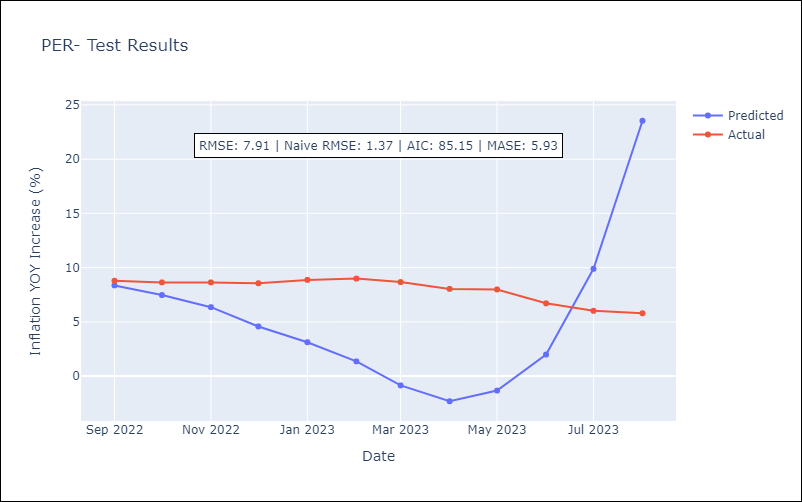 PER- Test Results
25
20
15
10
5
0
Inflation YOY Increase (%)
RMSE: 7.91 | Naive RMSE: 1.37 | AIC: 85.15 | MASE: 5.93
Predicted
Actual
Sep 2022 Nov 2022 Jan 2023 Mar 2023 May 2023 Jul 2023
Date